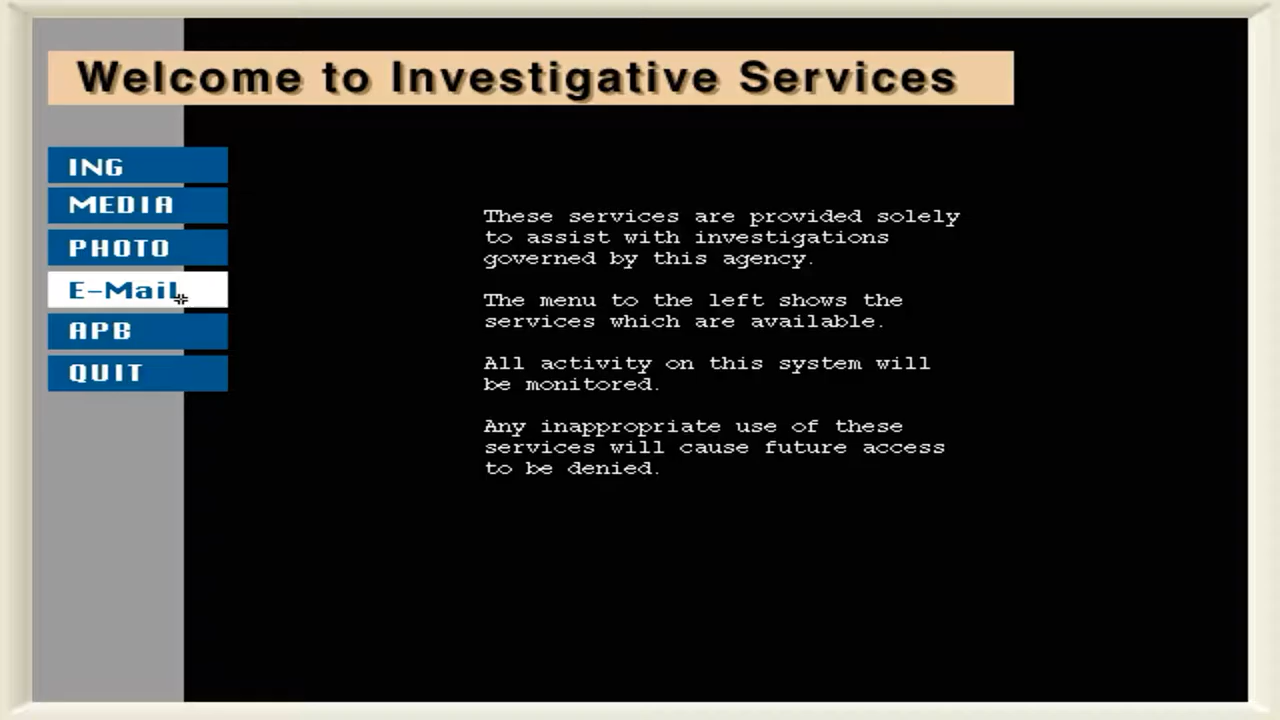 Welcome to Investigative Services
ING
MEDIA
PHOTO
E-Mail
APB
QUIT
These services are provided solely
to assist with investigations
governed by this agency.
The menu to the left shows the
services which are available.
All activity on this system will
be monitored.
Any inappropriate use of these
services will cause future access
to be denied.